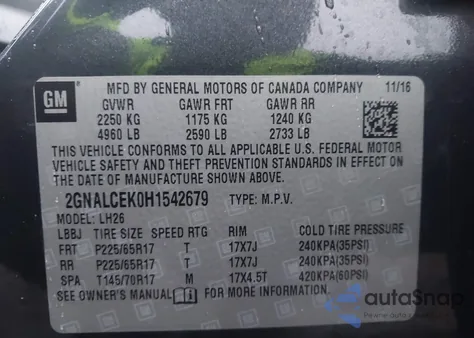 GM
MFD BY GENERAL MOTORS OF CANADA COMPANY 11/16
GVWR GAWR FRT GAWR RR
2250 KG 1175 KG 1240 KG
4960 LB 2590 LB 2733 LB
THIS VEHICLE CONFORMS TO ALL APPLICABLE U.S. FEDERAL MOTOR
VEHICLE SAFETY AND THEFT PREVENTION STANDARDS IN EFFECT ON
THE DATE OF MANUFACTURE SHOWN ABOVE.
2GNALCEK0H1542679 TYPE: M.P.V.
MODEL: LH26
LBBJ TIRE SIZE SPEED RTG RIM COLD TIRE PRESSURE
FRT P225/65R17 T 17X7J 240KPA(35PSI)
RR P225/65R17 T 17X7J 240KPA(35PSI)
SPA T145/70R17 M 17X4.5T 420KPA(60PSI)
SEE OWNER'S MANUAL FOR MORE INFORMATION.
autoSnap